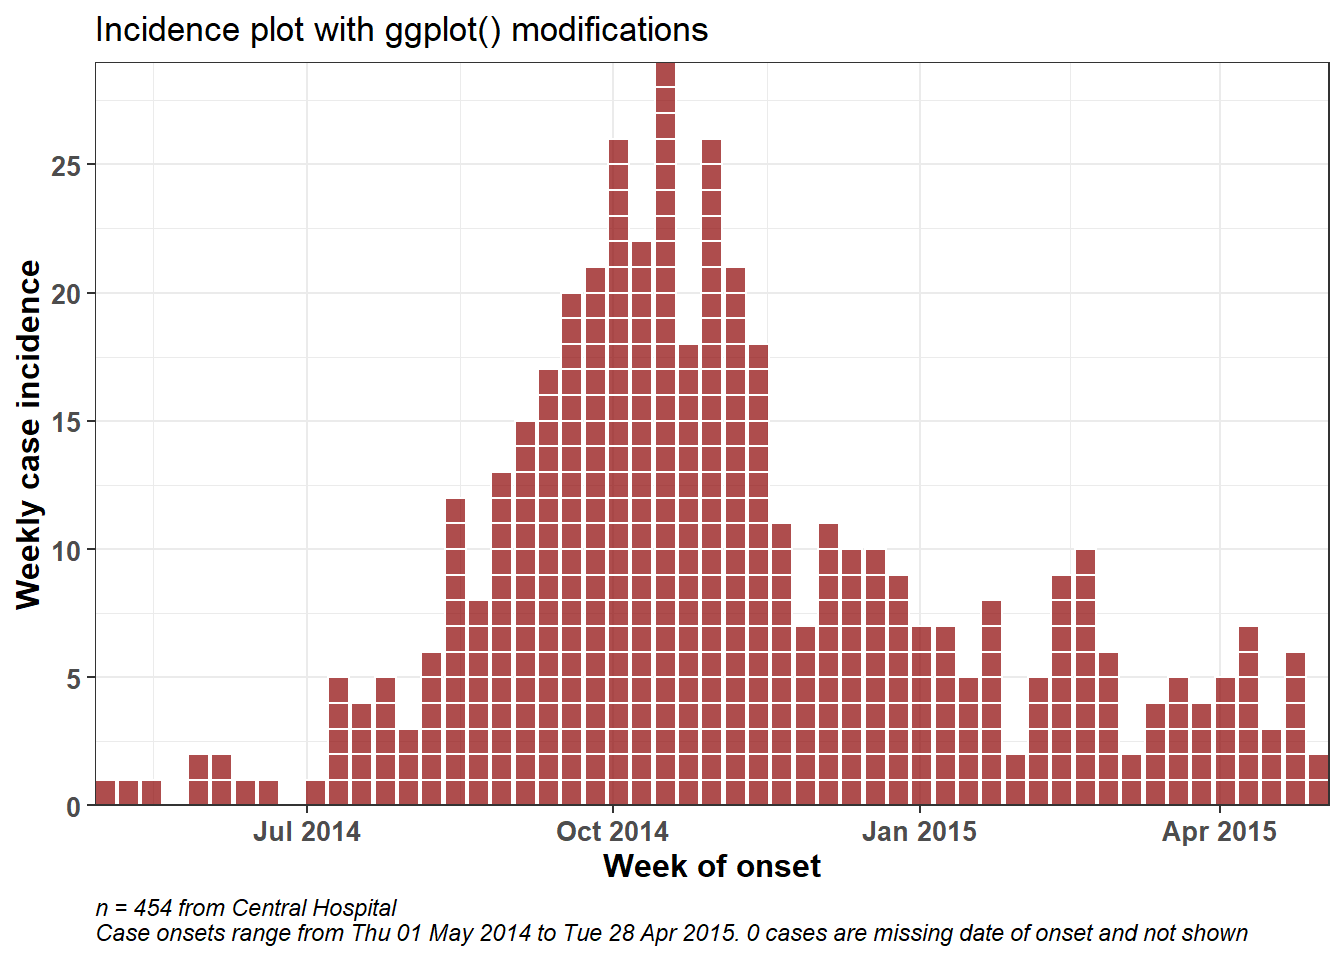 Incidence plot with ggplot() modifications
Weekly case incidence
25
20
15
10
5
0
Jul 2014 Oct 2014 Jan 2015 Apr 2015
Week of onset
n = 454 from Central Hospital
Case onsets range from Thu 01 May 2014 to Tue 28 Apr 2015. 0 cases are missing date of onset and not shown